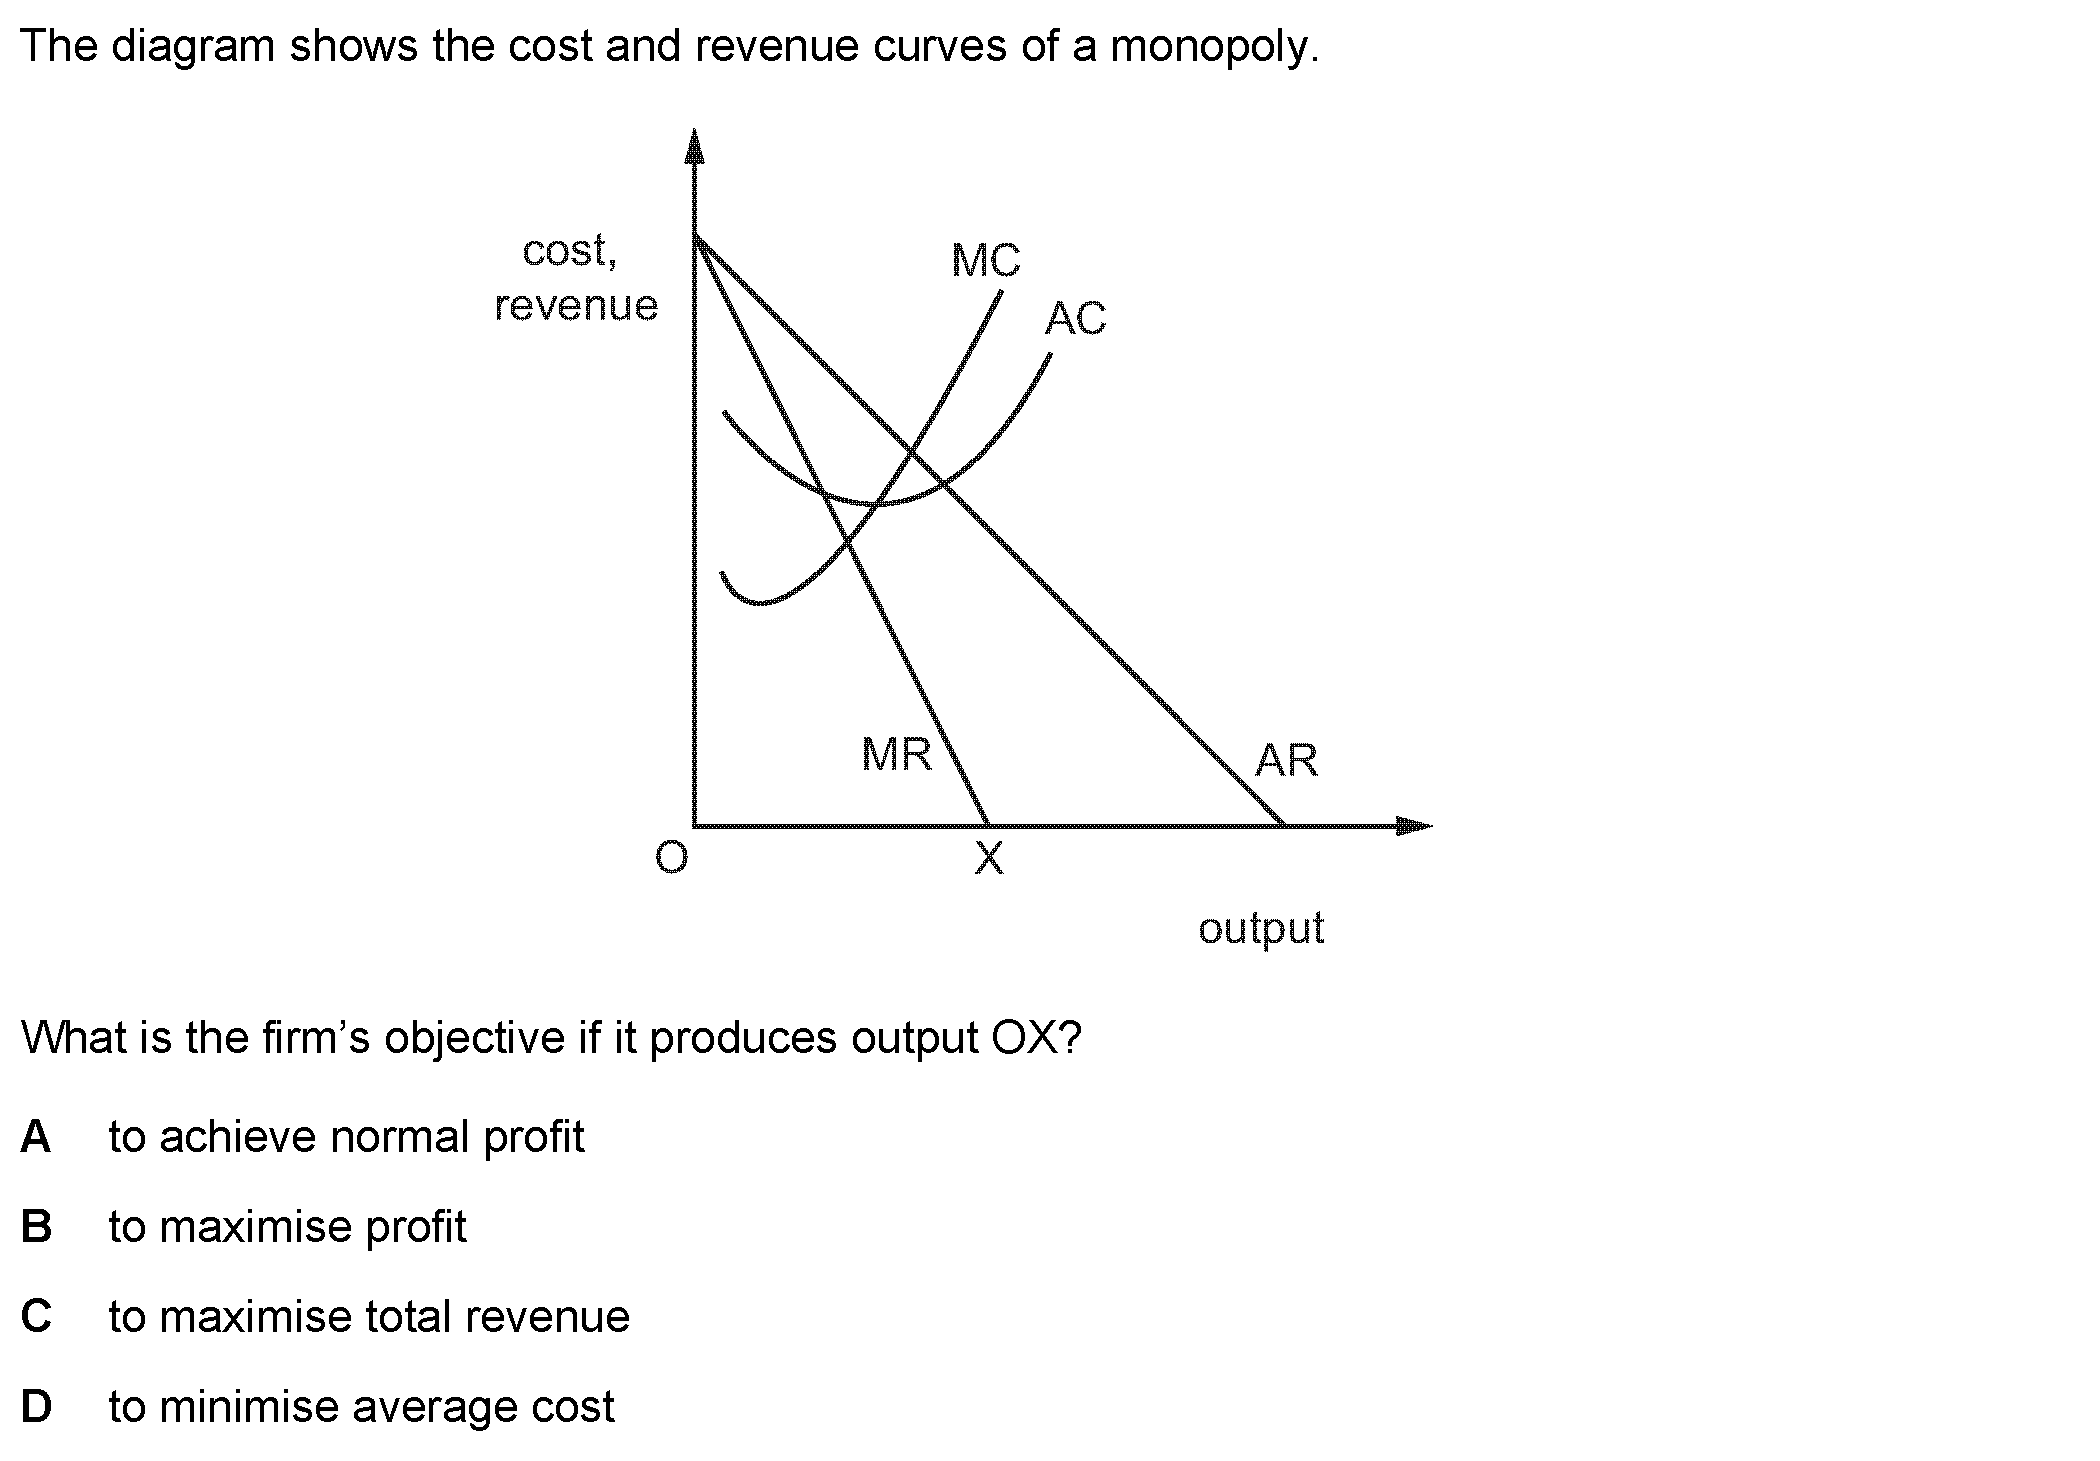 The diagram shows the cost and revenue curves of a monopoly.
cost,
revenue
MC
AC
MR
AR
O
X
output
What is the firm’s objective if it produces output OX?
A to achieve normal profit
B to maximise profit
C to maximise total revenue
D to minimise average cost